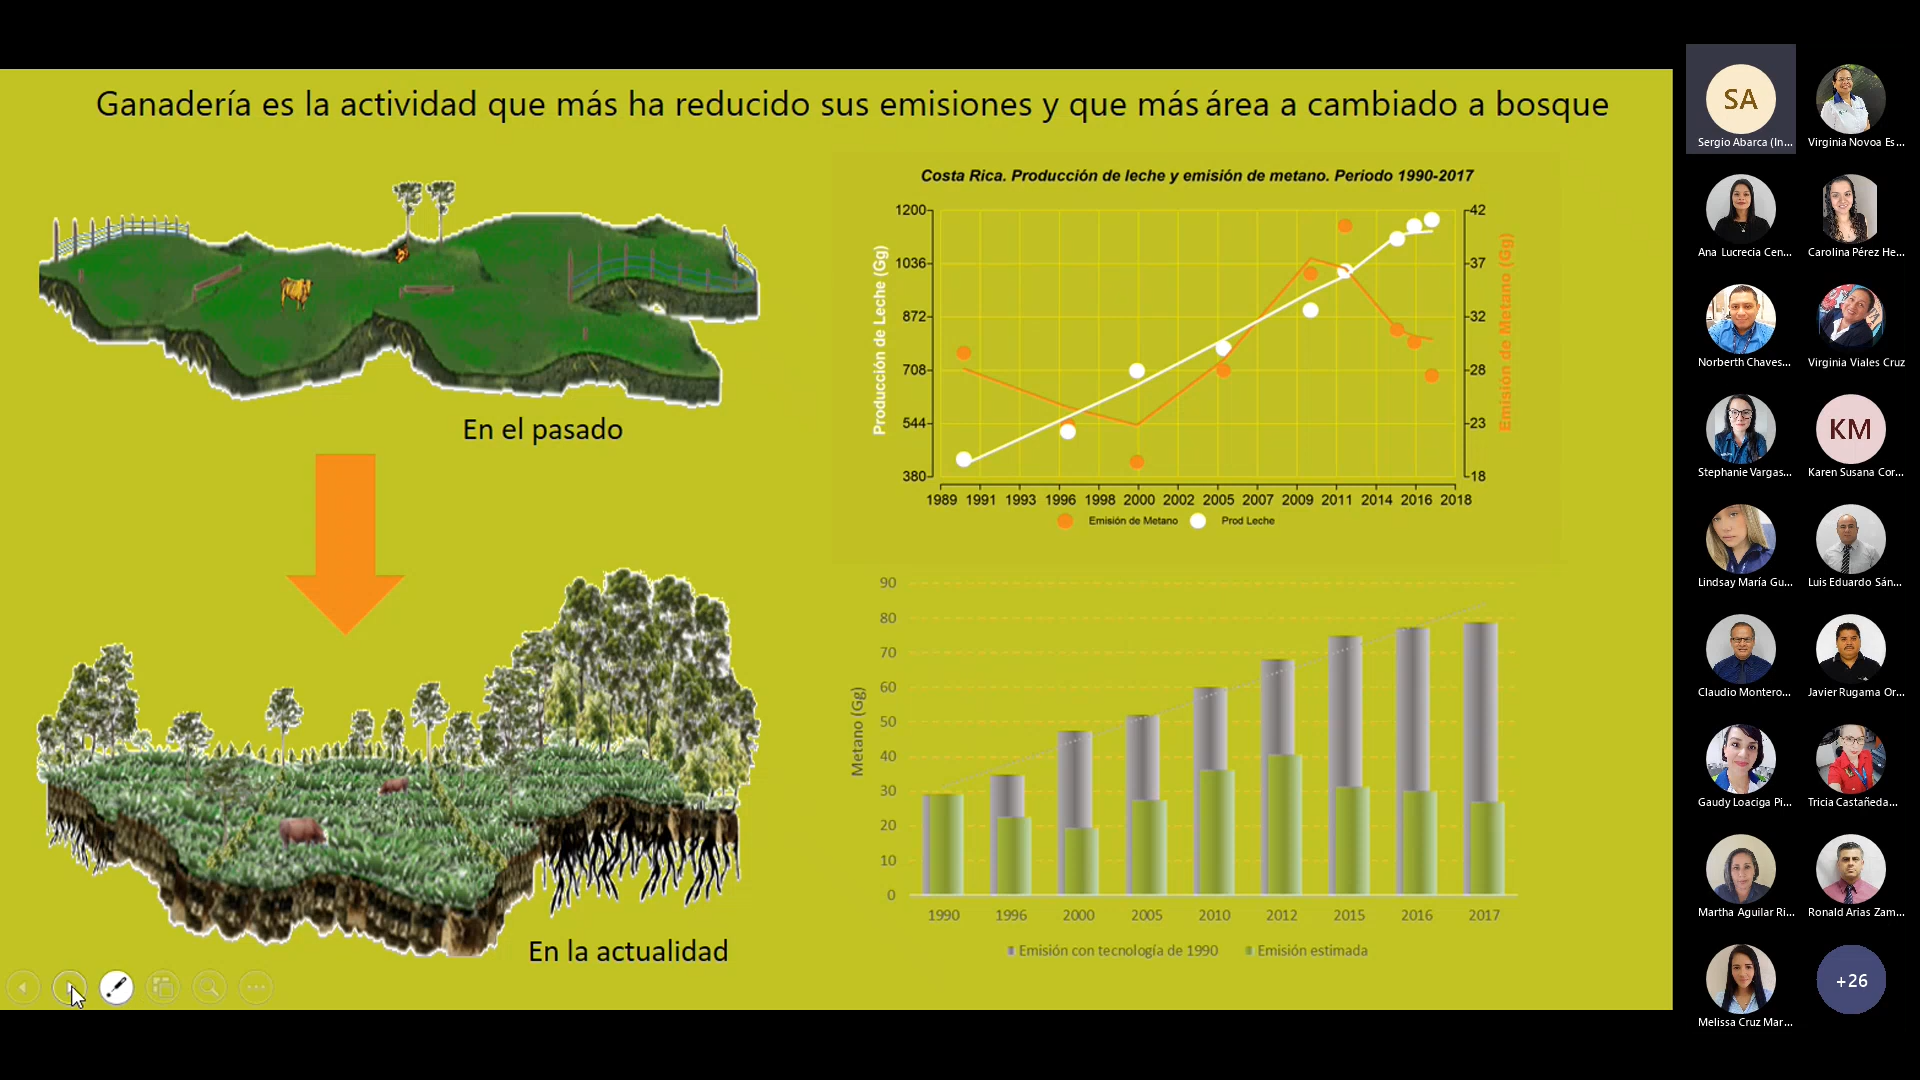 Ganadería es la actividad que más ha reducido sus emisiones y que más área a cambiado a bosque
En el pasado
En la actualidad
Costa Rica. Producción de leche y emisión de metano. Periodo 1990-2017
Producción de Leche (Gg)
1200
1036
872
708
544
380
42
37
32
28
23
18
Emisión de Metano (Gg)
1989 1991 1993 1996 1998 2000 2002 2005 2007 2009 2011 2014 2016 2018
Emisión de Metano Prod Leche
Metano (Gg)
90
80
70
60
50
40
30
20
10
0
1990 1996 2000 2005 2010 2012 2015 2016 2017
Emisión con tecnología de 1990 Emisión estimada
SA
Sergio Abarca (In...
Virginia Novoa Es...
Ana Lucrecia Cen...
Carolina Pérez He...
Norberth Chaves...
Virginia Viales Cruz
Stephanie Vargas...
KM
Karen Susana Cor...
Lindsay María Gu...
Luis Eduardo Sán...
Claudio Montero...
Javier Rugama Or...
Gaudy Loaciga Pi...
Tricia Castañeda...
Martha Aguilar Ri...
Ronald Arias Zam...
Melissa Cruz Mar...
+26